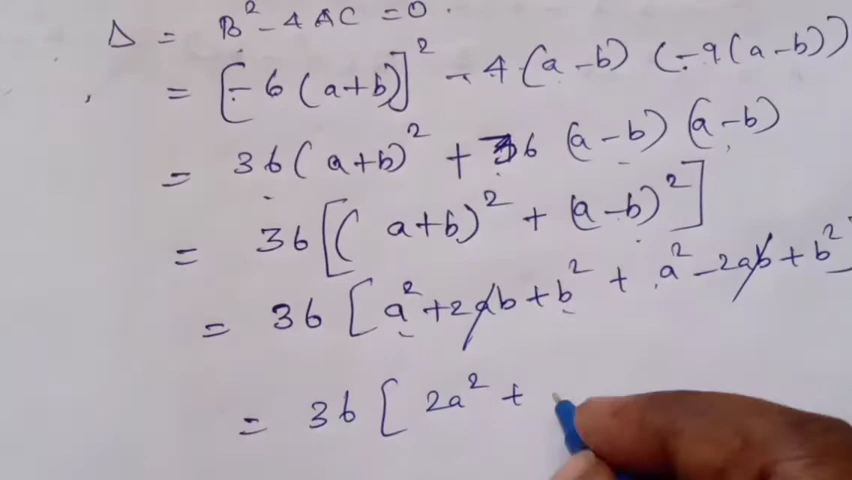 Δ = B² - 4AC = 0.
= [-6(a+b)]² - 4(a-b) (-9(a-b))
= 36(a+b)² + 36 (a-b) (a-b)
= 36[(a+b)² + (a-b)²]
= 36 [a²+2ab+b² + a²-2ab+b²]
= 36 [2a² +